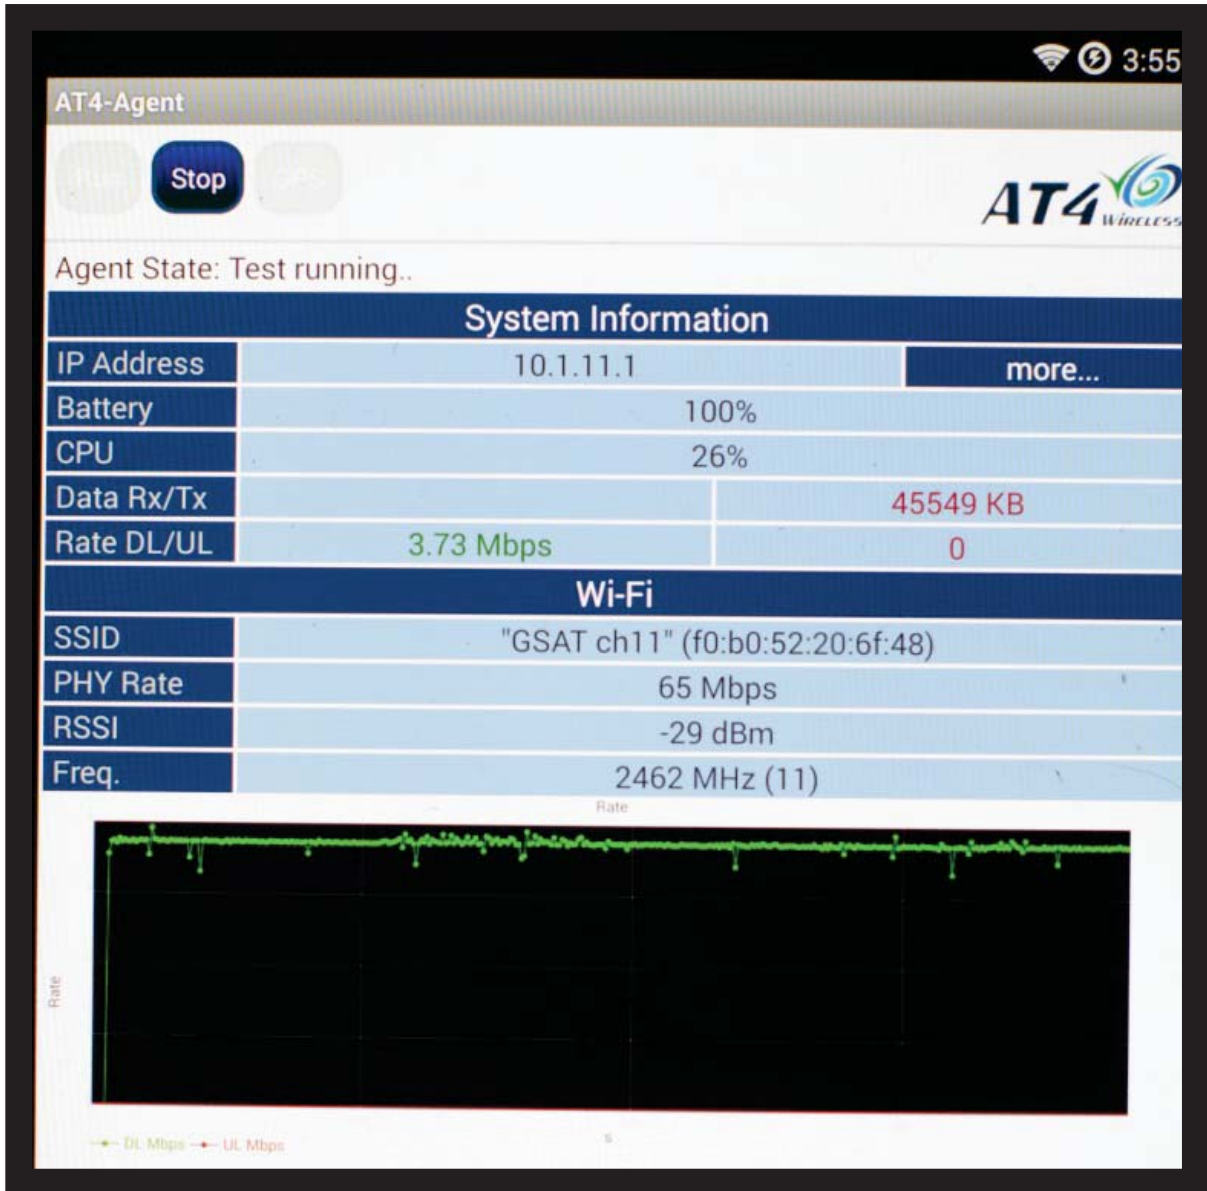 3:55
AT4-Agent
Stop
AT4 WIRELESS
Agent State: Test running..
System Information
IP Address 10.1.11.1 more...
Battery 100%
CPU 26%
Data Rx/Tx 45549 KB
Rate DL/UL 3.73 Mbps 0
Wi-Fi
SSID "GSAT ch11" (f0:b0:52:20:6f:48)
PHY Rate 65 Mbps
RSSI -29 dBm
Freq. 2462 MHz (11)
Rate
Rate
s
DL Mbps UL Mbps